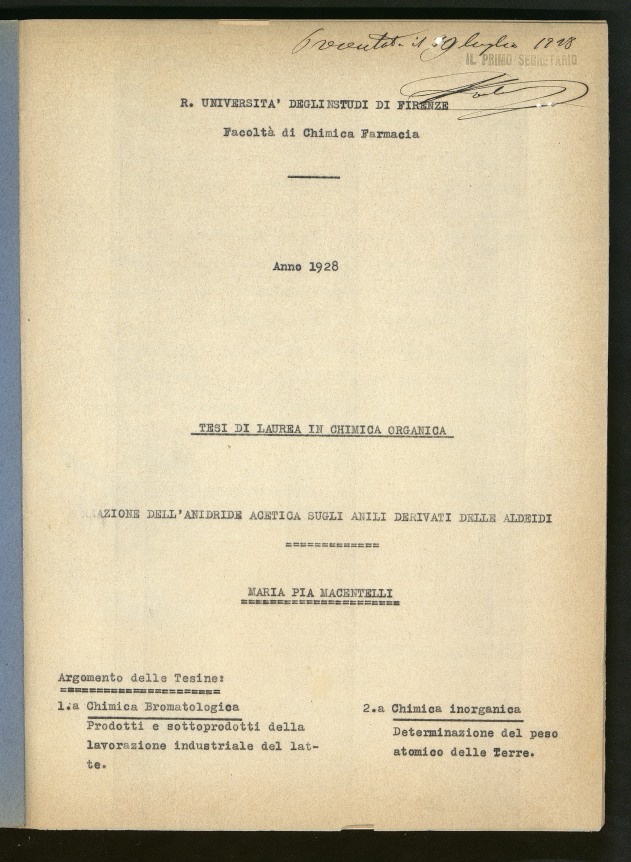 Presentata il 9 luglio 1928
IL PRIMO SEGRETARIO
R. UNIVERSITA' DEGLINSTUDI DI FIRENZE
Facoltà di Chimica Farmacia
Anno 1928
TESI DI LAUREA IN CHIMICA ORGANICA
AZIONE DELL'ANIDRIDE ACETICA SUGLI ANILI DERIVATI DELLE ALDEIDI
=============
MARIA PIA MACENTELLI
Argomento delle Tesine:
1.a Chimica Bromatologica
Prodotti e sottoprodotti della
lavorazione industriale del lat-
te.
2.a Chimica inorganica
Determinazione del peso
atomico delle Terre.